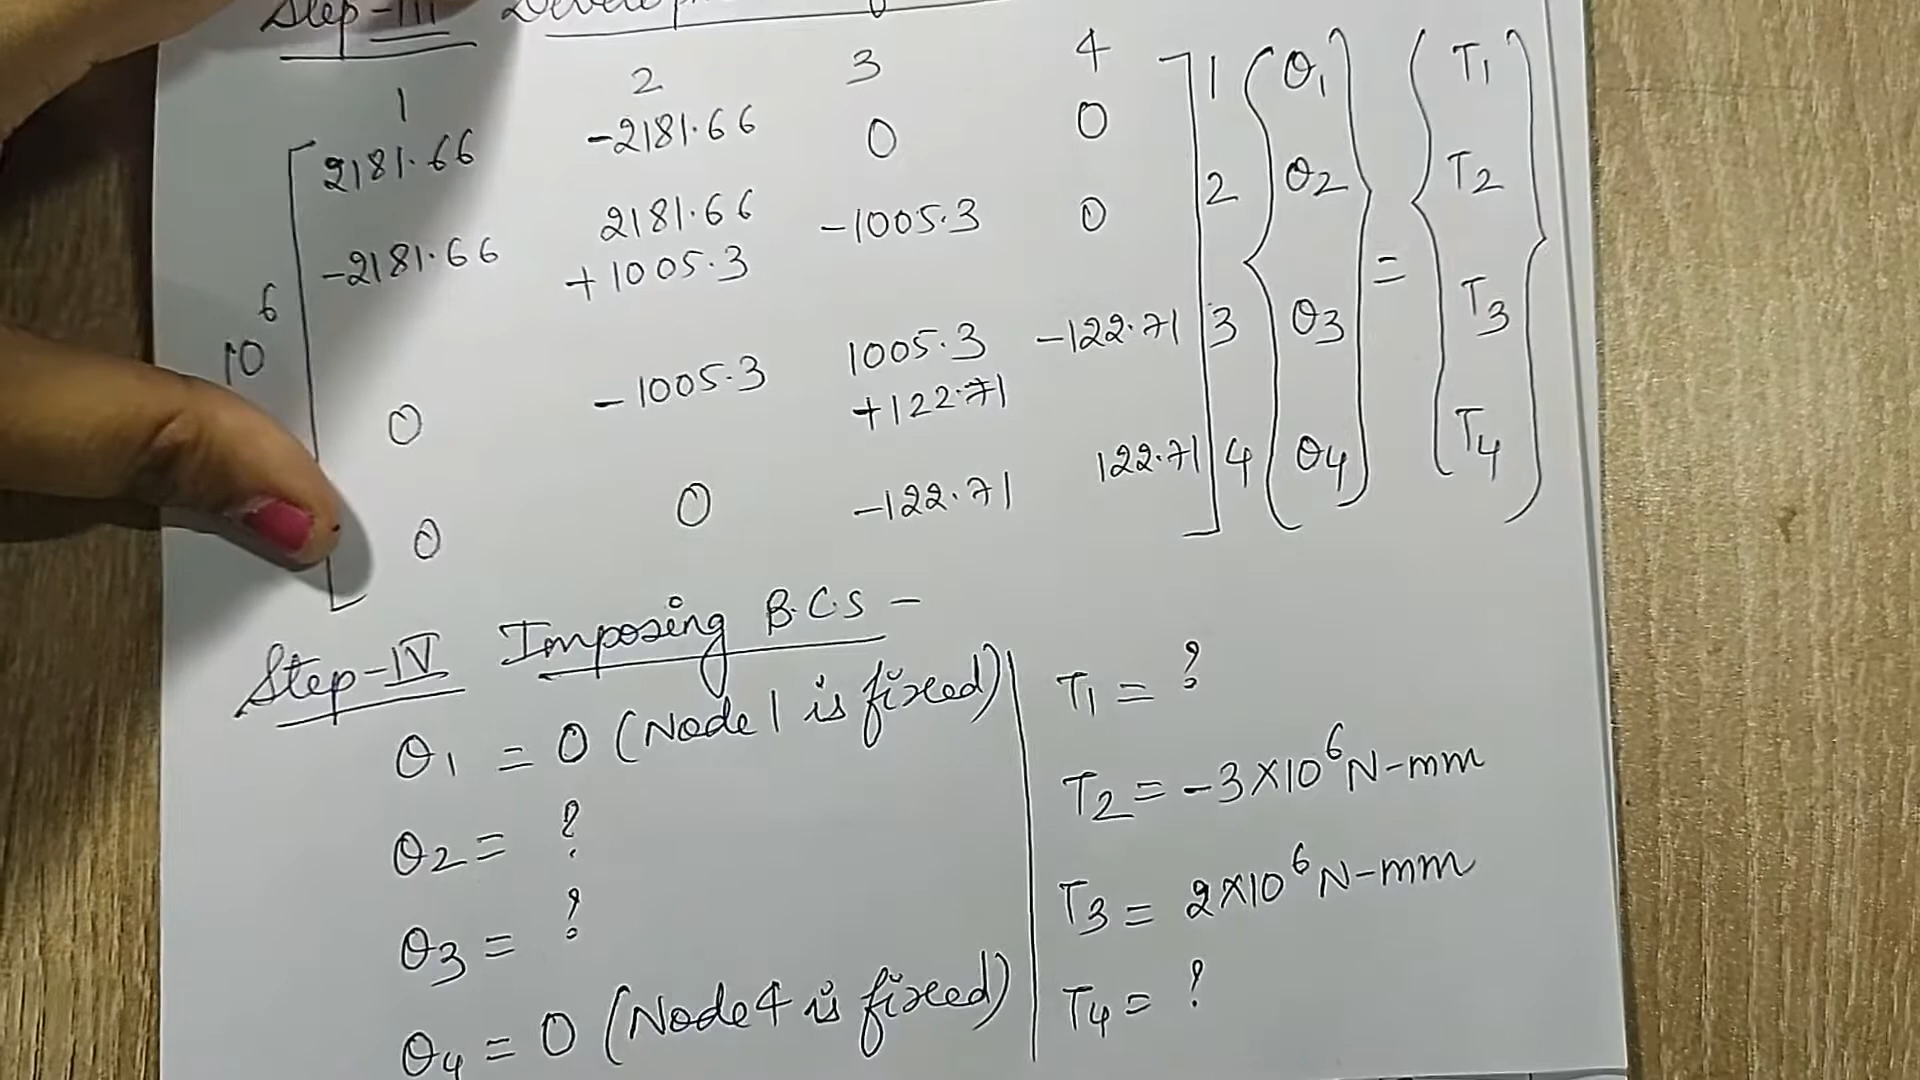 Step-III
1 2 3 4
2181.66 -2181.66 0 0 1 θ1 T1
-2181.66 2181.66 +1005.3 -1005.3 0 2 θ2 T2
10^6 =
0 -1005.3 1005.3 +122.71 -122.71 3 θ3 T3
0 0 -122.71 122.71 4 θ4 T4
Step-IV Imposing B.C.S -
θ1 = 0 (Node 1 is fixed)
θ2 = ?
θ3 = ?
θ4 = 0 (Node 4 is fixed)
T1 = ?
T2 = -3×10^6 N-mm
T3 = 2×10^6 N-mm
T4 = ?